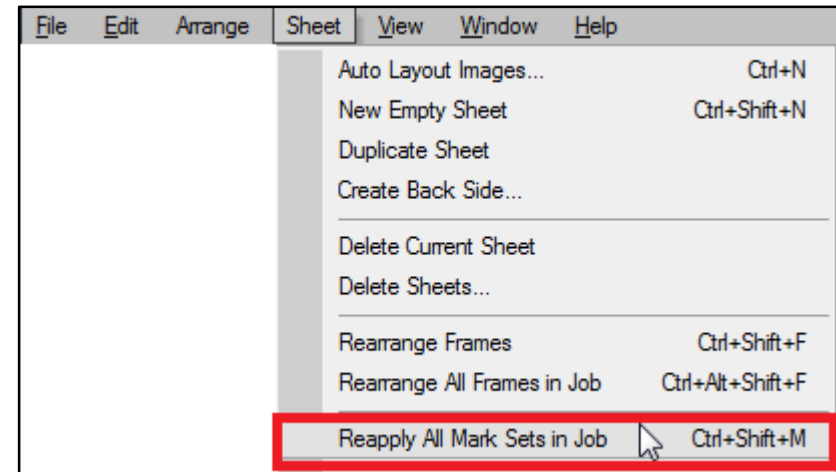 File Edit Arrange Sheet View Window Help
Auto Layout Images... Ctrl+N
New Empty Sheet Ctrl+Shift+N
Duplicate Sheet
Create Back Side...
Delete Current Sheet
Delete Sheets...
Rearrange Frames Ctrl+Shift+F
Rearrange All Frames in Job Ctrl+Alt+Shift+F
Reapply All Mark Sets in Job Ctrl+Shift+M